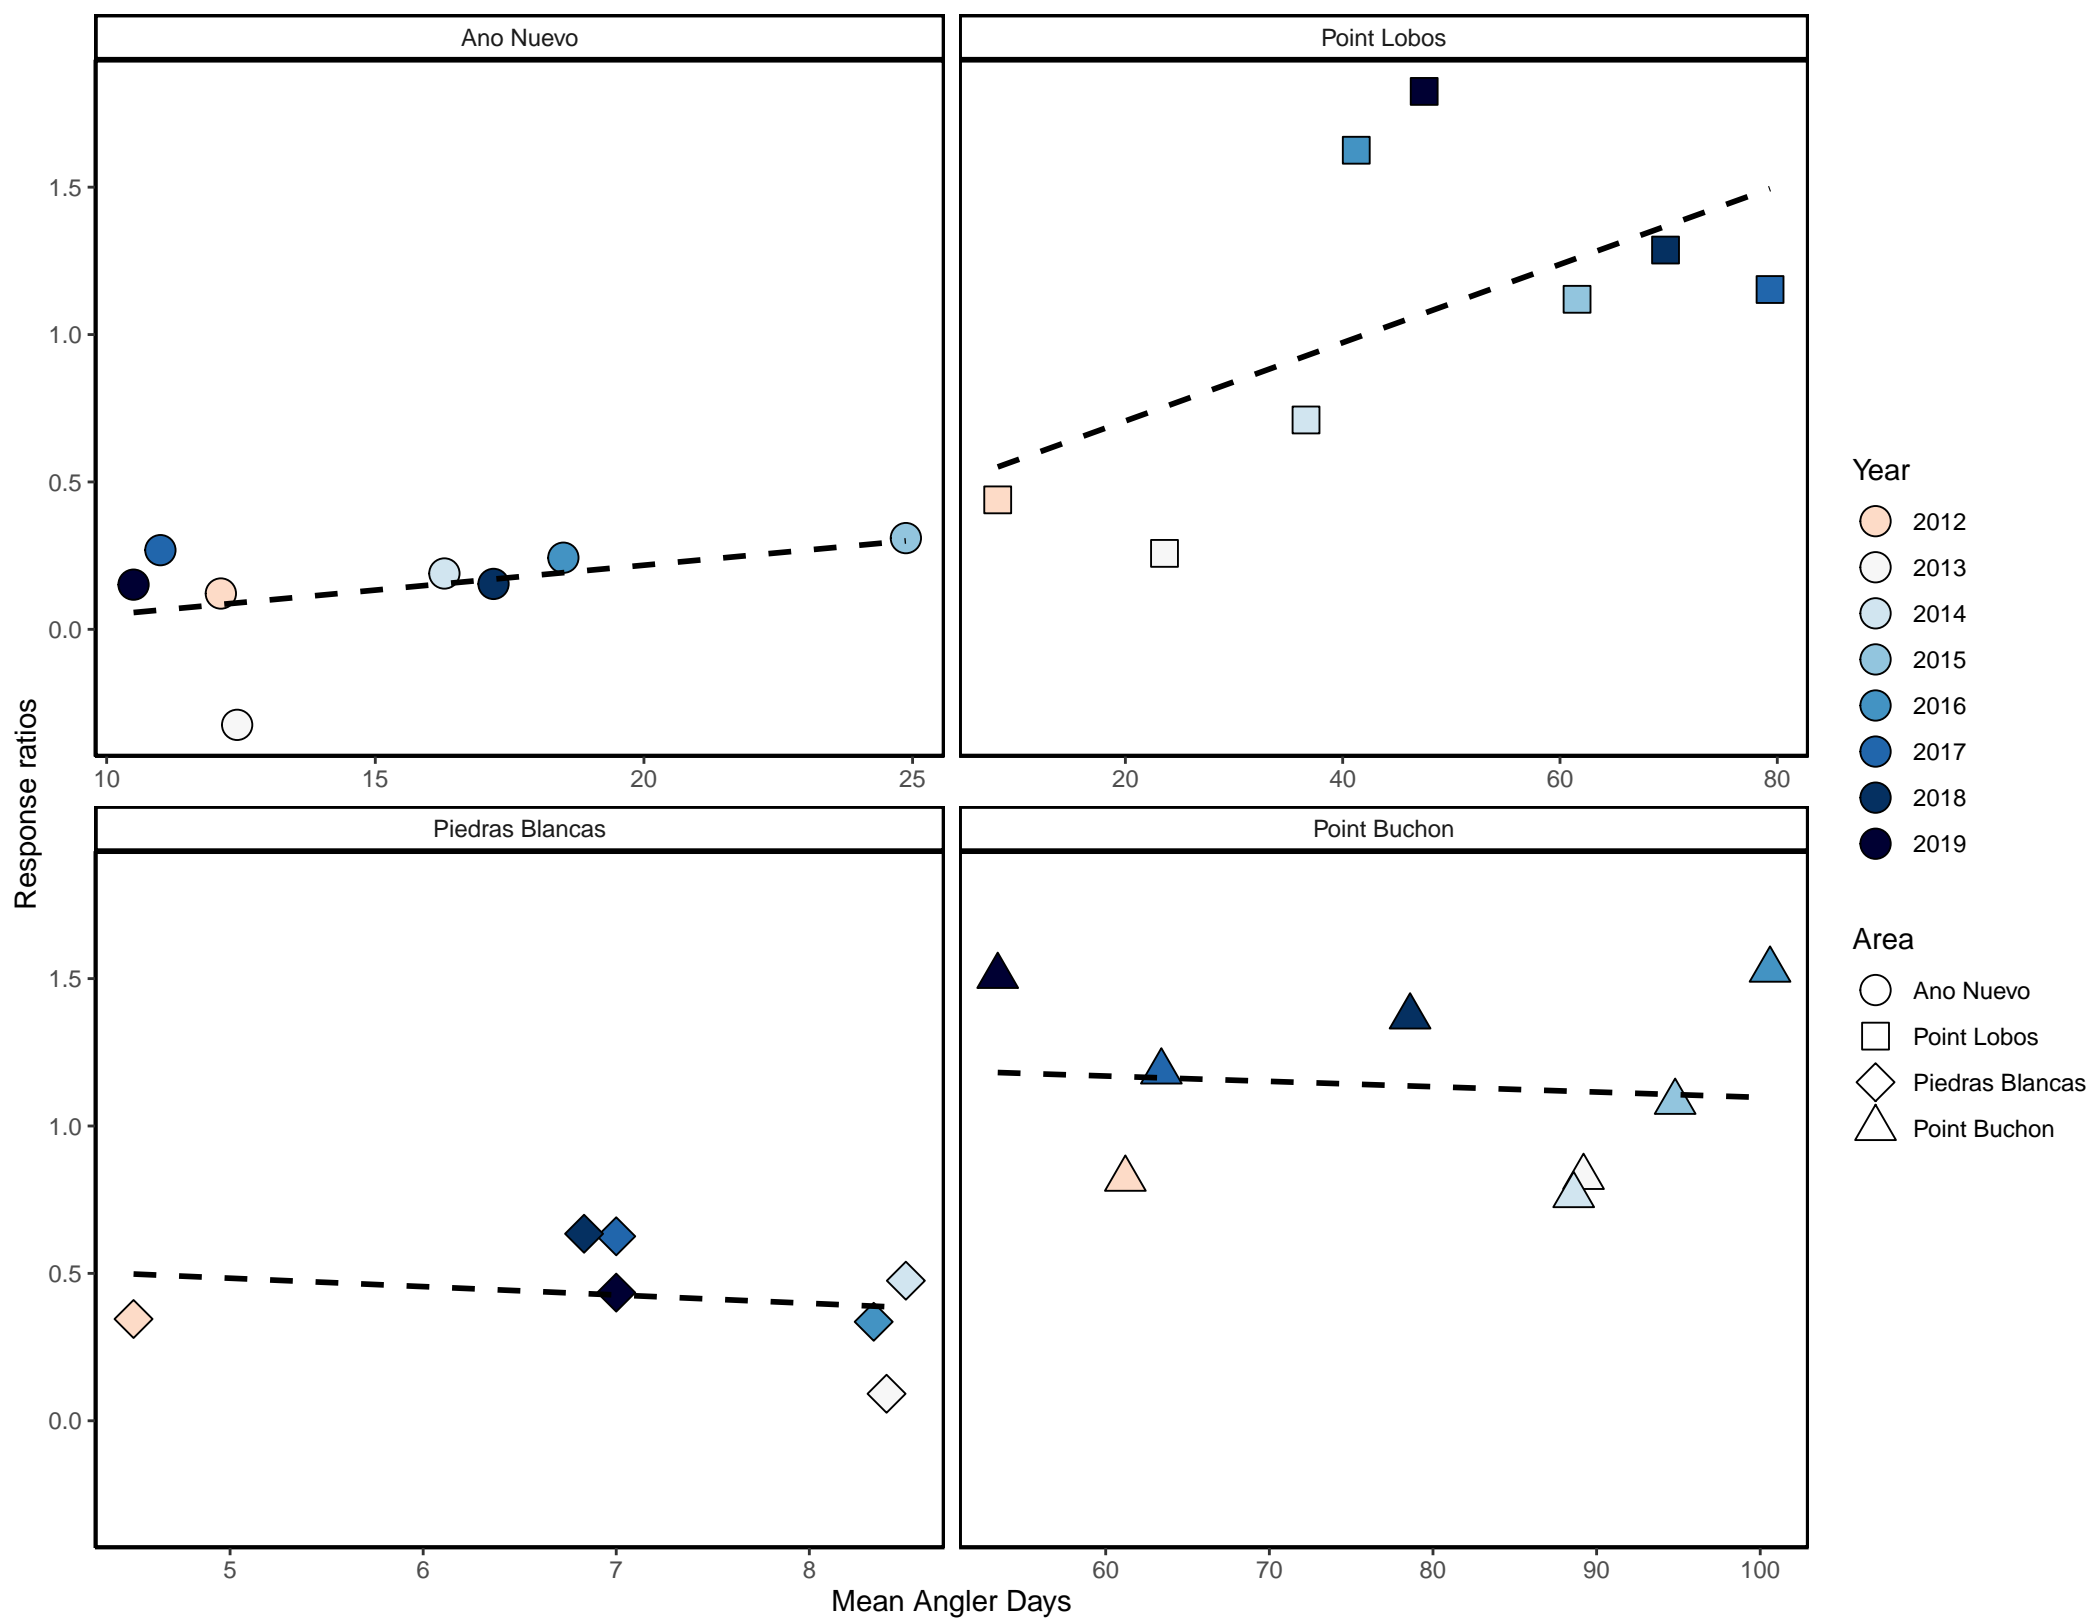 Ano Nuevo
Point Lobos
1.5
1.0
0.5
0.0
10 15 20 25
20 40 60 80
Piedras Blancas
Point Buchon
1.5
1.0
0.5
0.0
5 6 7 8
60 70 80 90 100
Response ratios
Mean Angler Days
Year
2012
2013
2014
2015
2016
2017
2018
2019
Area
Ano Nuevo
Point Lobos
Piedras Blancas
Point Buchon